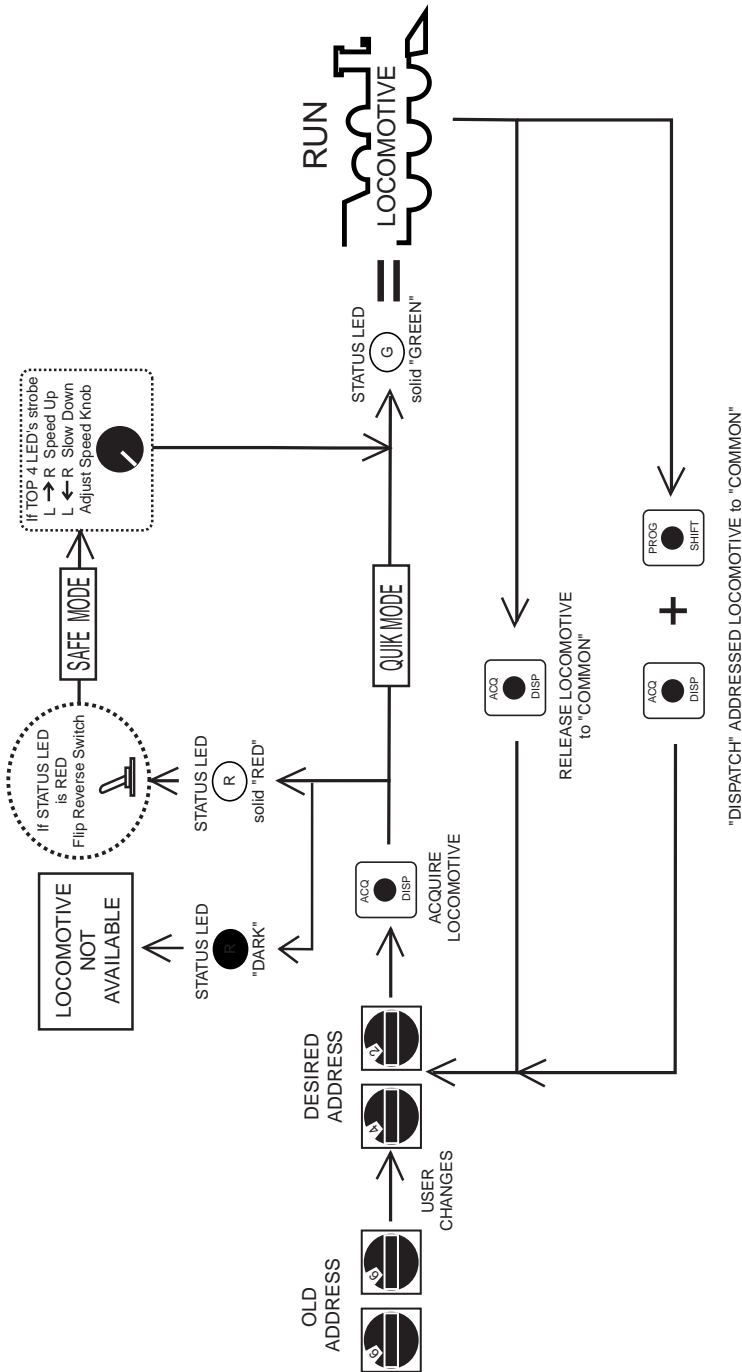 OLD
ADDRESS
USER
CHANGES
DESIRED
ADDRESS
4
2
ACQ
DISP
ACQUIRE
LOCOMOTIVE
LOCOMOTIVE
NOT
AVAILABLE
STATUS LED
R
"DARK"
If STATUS LED
is RED
Flip Reverse Switch
STATUS LED
R
solid "RED"
SAFE MODE
If TOP 4 LED's strobe
L R Speed Up
L R Slow Down
Adjust Speed Knob
QUIK MODE
STATUS LED
G
solid "GREEN"
RUN
LOCOMOTIVE
ACQ
DISP
RELEASE LOCOMOTIVE
to "COMMON"
ACQ
DISP
+
PROG
SHIFT
"DISPATCH" ADDRESSED LOCOMOTIVE to "COMMON"